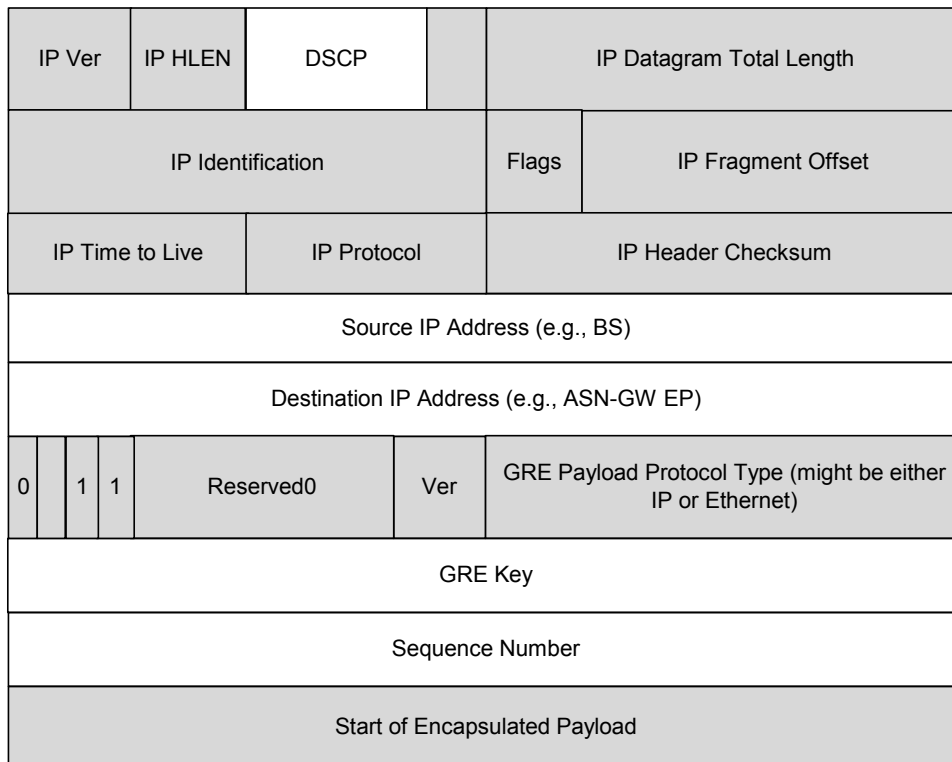 IP Ver
IP HLEN
DSCP
IP Datagram Total Length
IP Identification
Flags
IP Fragment Offset
IP Time to Live
IP Protocol
IP Header Checksum
Source IP Address (e.g., BS)
Destination IP Address (e.g., ASN-GW EP)
0
1
1
Reserved0
Ver
GRE Payload Protocol Type (might be either
IP or Ethernet)
GRE Key
Sequence Number
Start of Encapsulated Payload